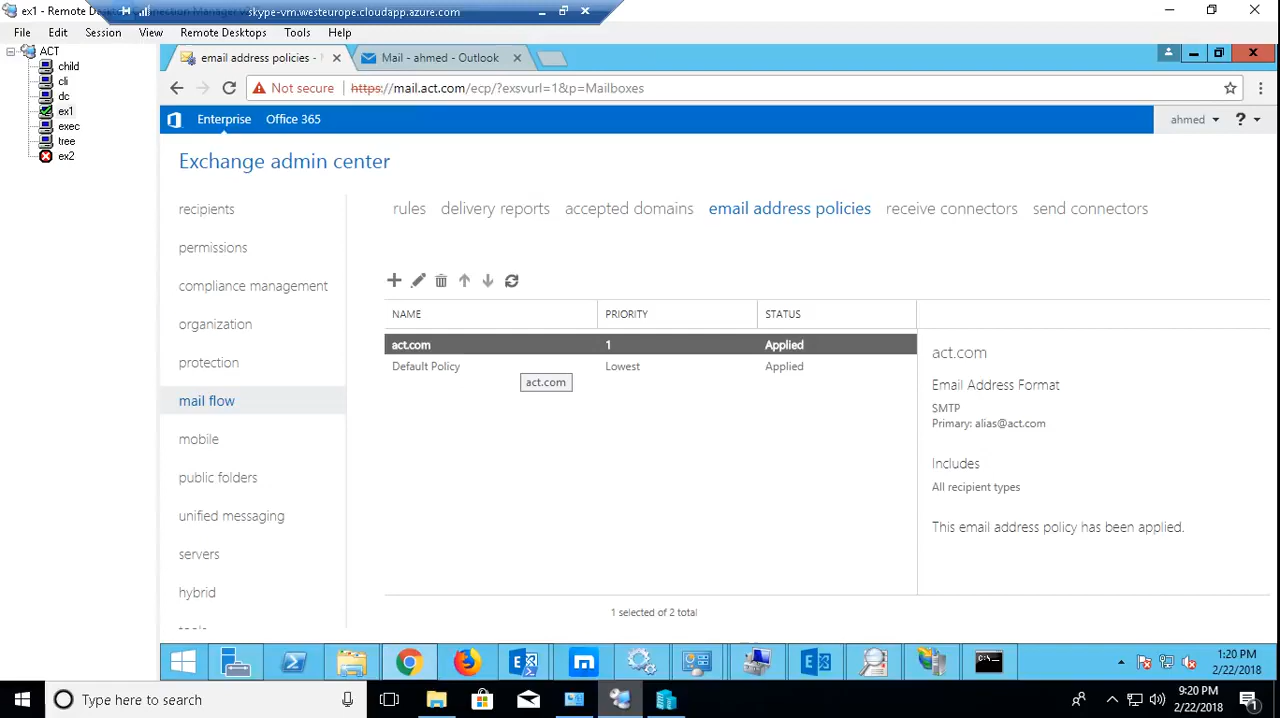 ex1 - Remote Des
skype-vm.westeurope.cloudapp.azure.com
File Edit Session View Remote Desktops Tools Help
ACT
child
cli
dc
ex1
exec
tree
ex2
email address policies -
Mail - ahmed - Outlook
Not secure https://mail.act.com/ecp/?exsvurl=1&p=Mailboxes
Enterprise Office 365 ahmed ?
Exchange admin center
recipients
permissions
compliance management
organization
protection
mail flow
mobile
public folders
unified messaging
servers
hybrid
rules delivery reports accepted domains email address policies receive connectors send connectors
NAME PRIORITY STATUS
act.com 1 Applied
Default Policy Lowest Applied
act.com
act.com
Email Address Format
SMTP
Primary: alias@act.com
Includes
All recipient types
This email address policy has been applied.
1 selected of 2 total
1:20 PM
2/22/2018
Type here to search
9:20 PM
2/22/2018
1